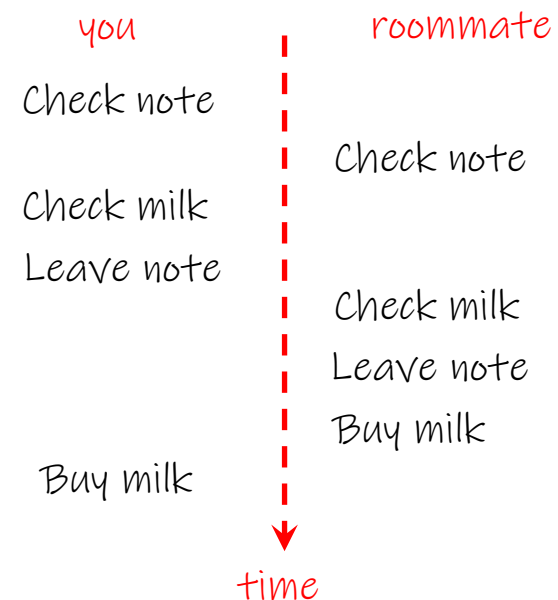 you
roommate
Check note
Check note
Check milk
Leave note
Check milk
Leave note
Buy milk
Buy milk
time